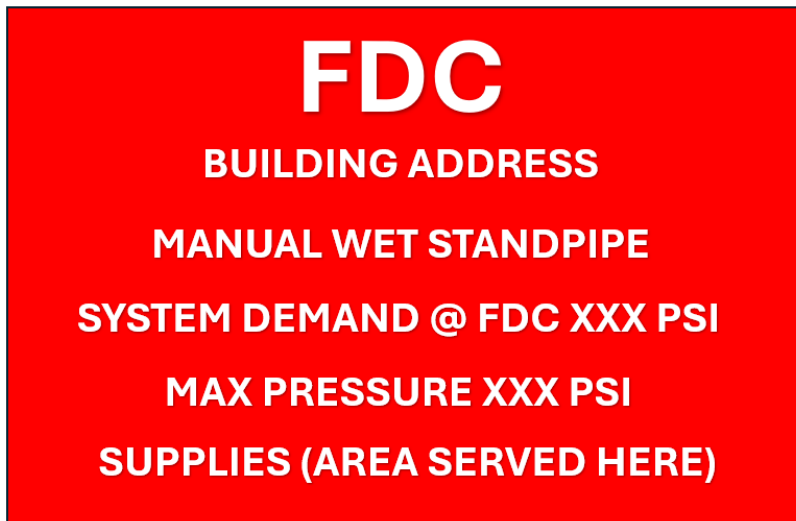 FDC
BUILDING ADDRESS
MANUAL WET STANDPIPE
SYSTEM DEMAND @ FDC XXX PSI
MAX PRESSURE XXX PSI
SUPPLIES (AREA SERVED HERE)